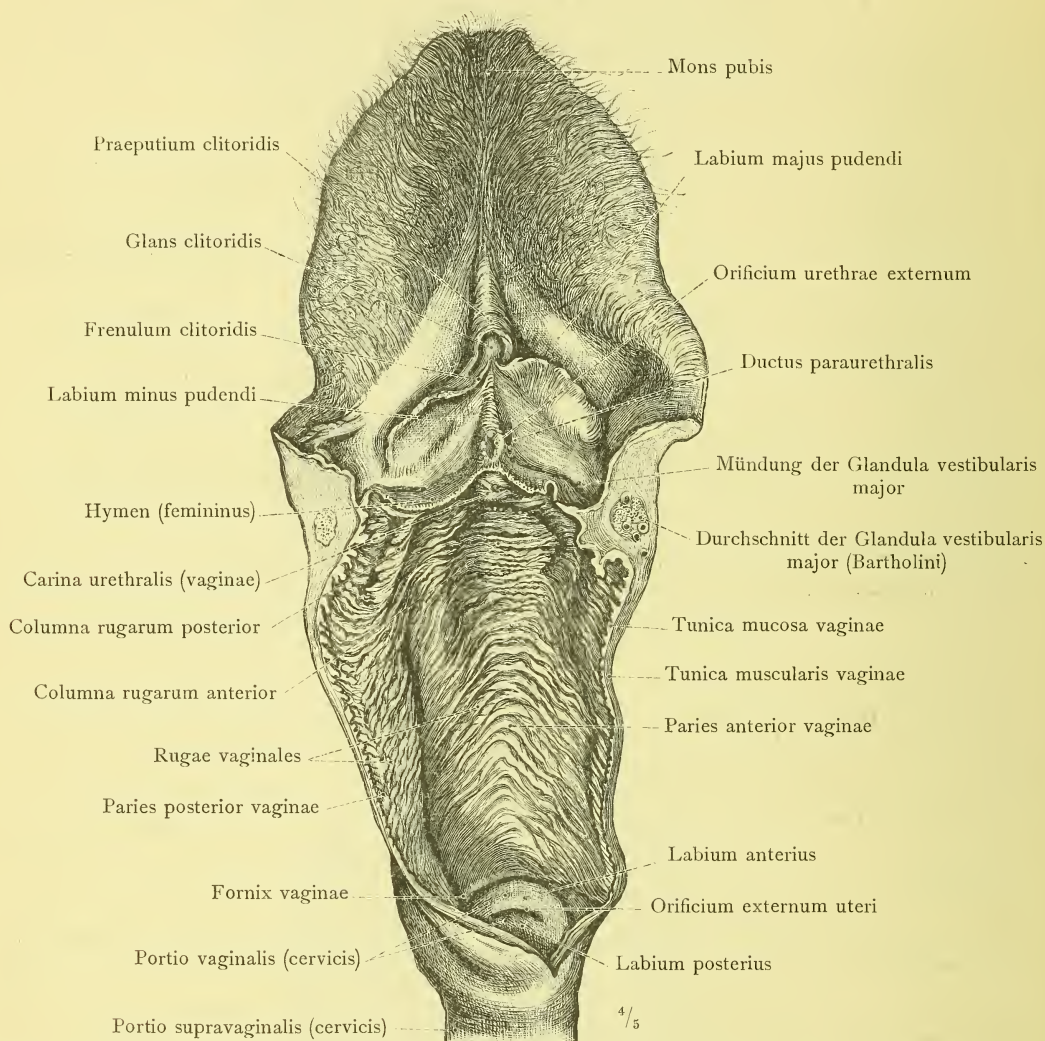 Mons pubis
Praeputium clitoridis
Labium majus pudendi
Glans clitoridis
Orificium urethrae externum
Frenulum clitoridis
Ductus paraurethralis
Labium minus pudendi
Mündung der Glandula vestibularis
major
Hymen (femininus)
Durchschnitt der Glandula vestibularis
major (Bartholini)
Carina urethralis (vaginae)
Columna rugarum posterior
Tunica mucosa vaginae
Columna rugarum anterior
Tunica muscularis vaginae
Rugae vaginales
Paries anterior vaginae
Paries posterior vaginae
Labium anterius
Fornix vaginae
Orificium externum uteri
Portio vaginalis (cervicis)
Labium posterius
Portio supravaginalis (cervicis)
4/5